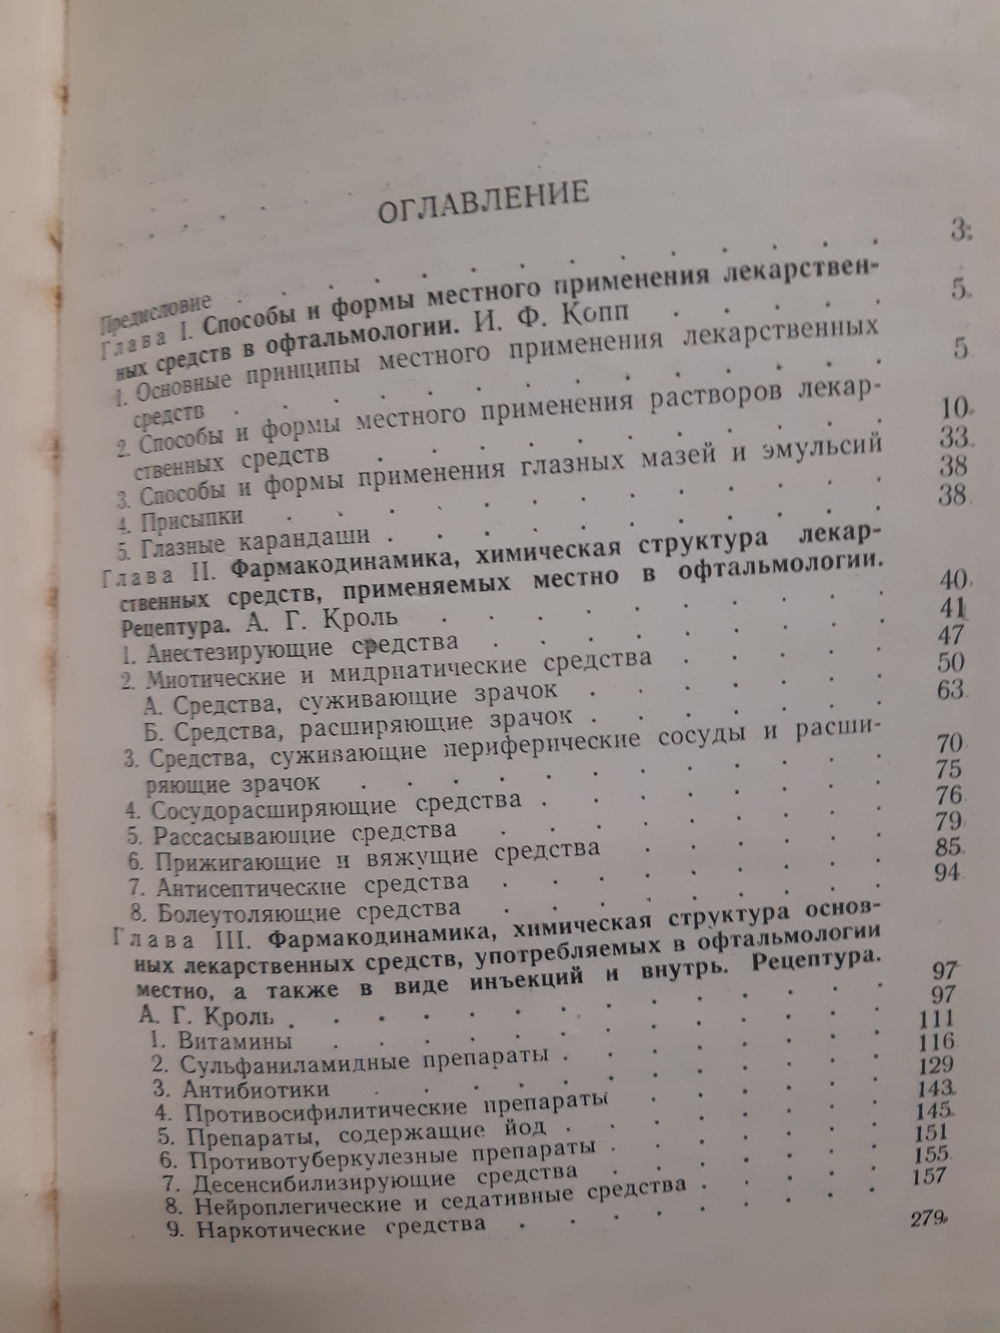 ОГЛАВЛЕНИЕ
Предисловие . . . . . . . . . . . . 3
Глава I. Способы и формы местного применения лекарствен-
ных средств в офтальмологии. И. Ф. Копп . . . . . 5
1. Основные принципы местного применения лекарственных
средств . . . . . . . . . . . . 5
2. Способы и формы местного применения растворов лекар-
ственных средств . . . . . . . . . . 10
3. Способы и формы применения глазных мазей и эмульсий 33
4. Присыпки . . . . . . . . . . . 38
5. Глазные карандаши . . . . . . . . . . 38
Глава II. Фармакодинамика, химическая структура лекар-
ственных средств, применяемых местно в офтальмологии.
Рецептура. А. Г. Кроль . . . . . . . . . 40
1. Анестезирующие средства . . . . . . . . 41
2. Миотические и мидриатические средства . . . . . 47
А. Средства, суживающие зрачок . . . . . . . 50
Б. Средства, расширяющие зрачок . . . . . . . 63
3. Средства, суживающие периферические сосуды и расши-
ряющие зрачок . . . . . . . . . . 70
4. Сосудорасширяющие средства . . . . . . . 75
5. Рассасывающие средства . . . . . . . . 76
6. Прижигающие и вяжущие средства . . . . . . 79
7. Антисептические средства . . . . . . . . 85
8. Болеутоляющие средства . . . . . . . . 94
Глава III. Фармакодинамика, химическая структура основ-
ных лекарственных средств, употребляемых в офтальмологии
местно, а также в виде инъекций и внутрь. Рецептура.
А. Г. Кроль . . . . . . . . . . . . . 97
1. Витамины . . . . . . . . . . . . 97
2. Сульфаниламидные препараты . . . . . . . 111
3. Антибиотики . . . . . . . . . . . 116
4. Противосифилитические препараты . . . . . . 129
5. Препараты, содержащие йод . . . . . . . . 143
6. Противотуберкулезные препараты . . . . . . 145
7. Десенсибилизирующие средства . . . . . . . 151
8. Нейроплегические и седативные средства . . . . . 155
9. Наркотические средства . . . . . . . . 157
279